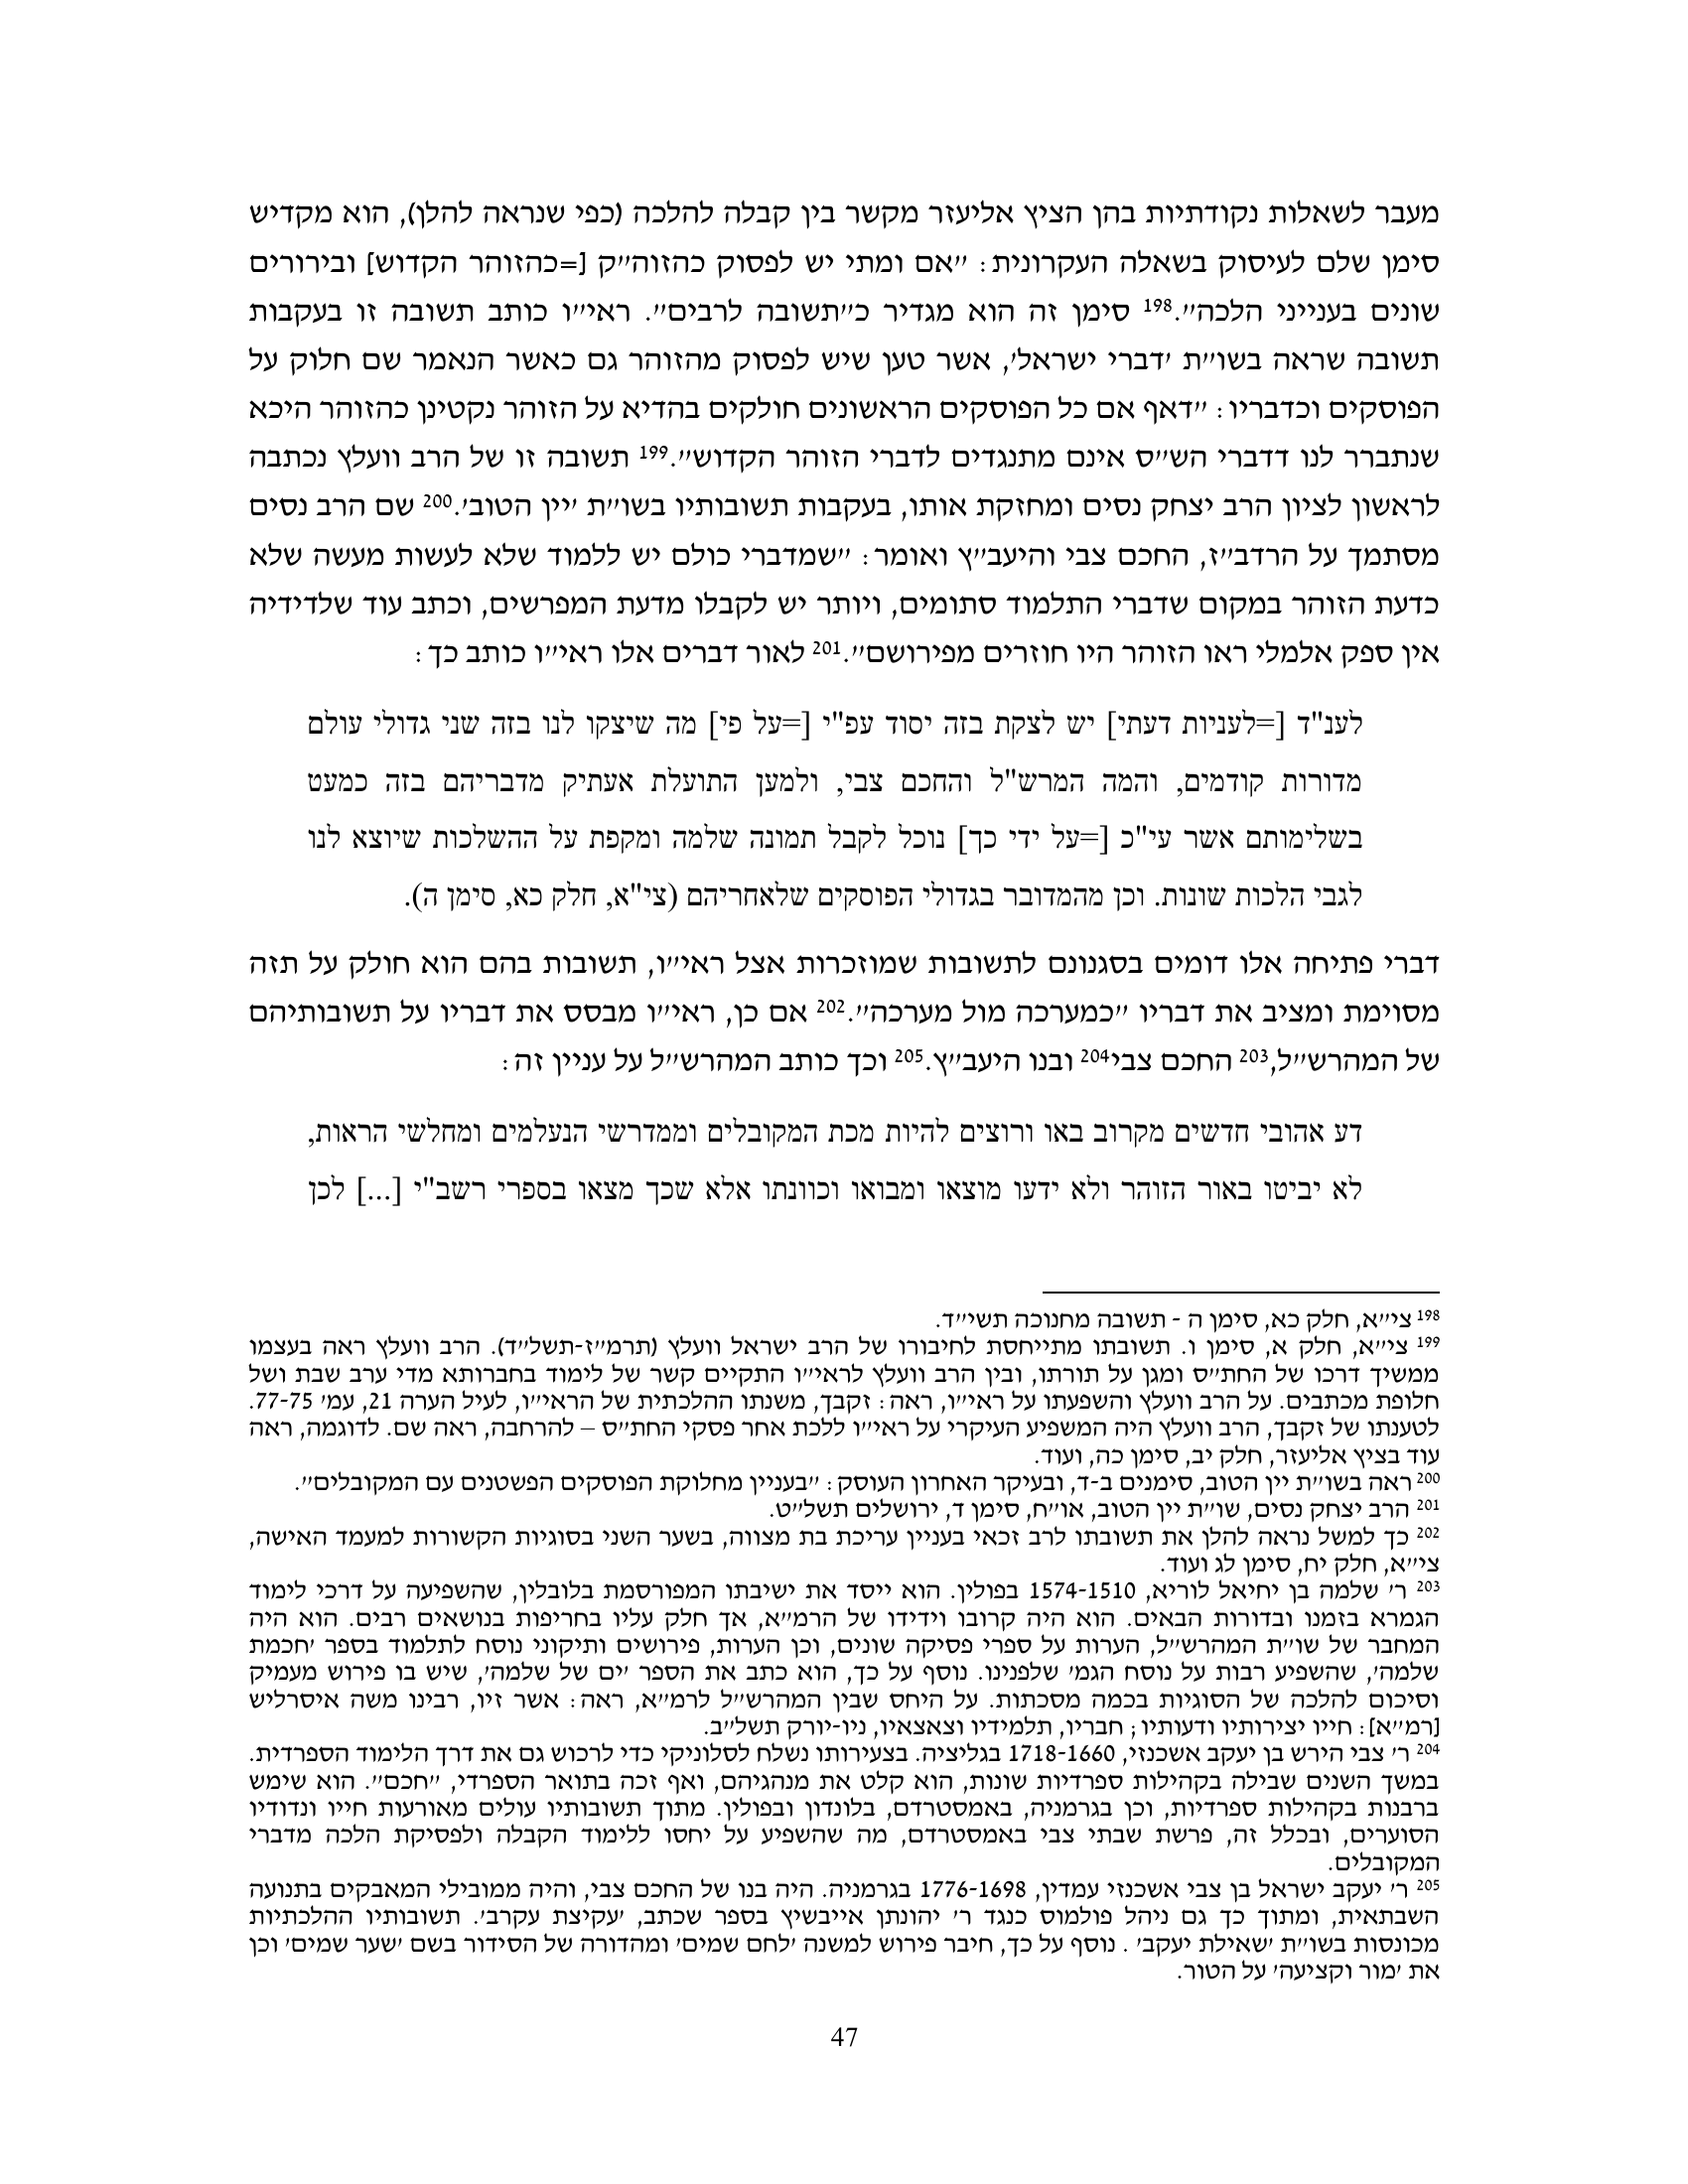 מעבר לשאלות נקודתיות בהן הציץ אליעזר מקשר בין קבלה להלכה (כפי שנראה להלן), הוא מקדיש
סימן שלם לעיסוק בשאלה העקרונית: ״אם ומתי יש לפסוק כהזוה״ק [=כהזוהר הקדוש] ובירורים
שונים בענייני הלכה״.198 סימן זה הוא מגדיר כ״תשובה לרבים״. ראי״ו כותב תשובה זו בעקבות
תשובה שראה בשו״ת ׳דברי ישראל׳, אשר טען שיש לפסוק מהזוהר גם כאשר הנאמר שם חלוק על
הפוסקים וכדבריו: ״דאף אם כל הפוסקים הראשונים חולקים בהדיא על הזוהר נקטינן כהזוהר היכא
שנתברר לנו דדברי הש״ס אינם מתנגדים לדברי הזוהר הקדוש״.199 תשובה זו של הרב וועלץ נכתבה
לראשון לציון הרב יצחק נסים ומחזקת אותו, בעקבות תשובותיו בשו״ת ׳יין הטוב׳.200 שם הרב נסים
מסתמך על הרדב״ז, החכם צבי והיעב״ץ ואומר: ״שמדברי כולם יש ללמוד שלא לעשות מעשה שלא
כדעת הזוהר במקום שדברי התלמוד סתומים, ויותר יש לקבלו מדעת המפרשים, וכתב עוד שלדידיה
אין ספק אלמלי ראו הזוהר היו חוזרים מפירושם״.201 לאור דברים אלו ראי״ו כותב כך:
לענ"ד [=לעניות דעתי] יש לצקת בזה יסוד עפ"י [=על פי] מה שיצקו לנו בזה שני גדולי עולם
מדורות קודמים, והמה המרש"ל והחכם צבי, ולמען התועלת אעתיק מדבריהם בזה כמעט
בשלימותם אשר עי"כ [=על ידי כך] נוכל לקבל תמונה שלמה ומקפת על ההשלכות שיוצא לנו
לגבי הלכות שונות. וכן מהמדובר בגדולי הפוסקים שלאחריהם (צי"א, חלק כא, סימן ה).
דברי פתיחה אלו דומים בסגנונם לתשובות שמוזכרות אצל ראי״ו, תשובות בהם הוא חולק על תזה
מסוימת ומציב את דבריו ״כמערכה מול מערכה״.202 אם כן, ראי״ו מבסס את דבריו על תשובותיהם
של המהרש״ל,203 החכם צבי204 ובנו היעב״ץ.205 וכך כותב המהרש״ל על עניין זה:
דע אהובי חדשים מקרוב באו ורוצים להיות מכת המקובלים וממדרשי הנעלמים ומחלשי הראות,
לא יביטו באור הזוהר ולא ידעו מוצאו ומבואו וכוונתו אלא שכך מצאו בספרי רשב"י [...] לכן
198 צי״א, חלק כא, סימן ה - תשובה מחנוכה תשי״ד.
199 צי״א, חלק א, סימן ו. תשובתו מתייחסת לחיבורו של הרב ישראל וועלץ (תרמ״ז-תשל״ד). הרב וועלץ ראה בעצמו
ממשיך דרכו של החת״ס ומגן על תורתו, ובין הרב וועלץ לראי״ו התקיים קשר של לימוד בחברותא מדי ערב שבת ושל
חלופת מכתבים. על הרב וועלץ והשפעתו על ראי״ו, ראה: זקבך, משנתו ההלכתית של הראי״ו, לעיל הערה 21, עמ׳ 77-75.
לטענתו של זקבך, הרב וועלץ היה המשפיע העיקרי על ראי״ו ללכת אחר פסקי החת״ס – להרחבה, ראה שם. לדוגמה, ראה
עוד בציץ אליעזר, חלק יב, סימן כה, ועוד.
200 ראה בשו״ת יין הטוב, סימנים ב-ד, ובעיקר האחרון העוסק: ״בעניין מחלוקת הפוסקים הפשטנים עם המקובלים״.
201 הרב יצחק נסים, שו״ת יין הטוב, או״ח, סימן ד, ירושלים תשל״ט.
202 כך למשל נראה להלן את תשובתו לרב זכאי בעניין עריכת בת מצווה, בשער השני בסוגיות הקשורות למעמד האישה,
צי״א, חלק יח, סימן לג ועוד.
203 ר׳ שלמה בן יחיאל לוריא, 1574-1510 בפולין. הוא ייסד את ישיבתו המפורסמת בלובלין, שהשפיעה על דרכי לימוד
הגמרא בזמנו ובדורות הבאים. הוא היה קרובו וידידו של הרמ״א, אך חלק עליו בחריפות בנושאים רבים. הוא היה
המחבר של שו״ת המהרש״ל, הערות על ספרי פסיקה שונים, וכן הערות, פירושים ותיקוני נוסח לתלמוד בספר ׳חכמת
שלמה׳, שהשפיע רבות על נוסח הגמ׳ שלפנינו. נוסף על כך, הוא כתב את הספר ׳ים של שלמה׳, שיש בו פירוש מעמיק
וסיכום להלכה של הסוגיות בכמה מסכתות. על היחס שבין המהרש״ל לרמ״א, ראה: אשר זיו, רבינו משה איסרליש
[רמ״א]: חייו יצירותיו ודעותיו; חבריו, תלמידיו וצאצאיו, ניו-יורק תשל״ב.
204 ר׳ צבי הירש בן יעקב אשכנזי, 1718-1660 בגליציה. בצעירותו נשלח לסלוניקי כדי לרכוש גם את דרך הלימוד הספרדית.
במשך השנים שבילה בקהילות ספרדיות שונות, הוא קלט את מנהגיהם, ואף זכה בתואר הספרדי, ״חכם״. הוא שימש
ברבנות בקהילות ספרדיות, וכן בגרמניה, באמסטרדם, בלונדון ובפולין. מתוך תשובותיו עולים מאורעות חייו ונדודיו
הסוערים, ובכלל זה, פרשת שבתי צבי באמסטרדם, מה שהשפיע על יחסו ללימוד הקבלה ולפסיקת הלכה מדברי
המקובלים.
205 ר׳ יעקב ישראל בן צבי אשכנזי עמדין, 1776-1698 בגרמניה. היה בנו של החכם צבי, והיה ממובילי המאבקים בתנועה
השבתאית, ומתוך כך גם ניהל פולמוס כנגד ר׳ יהונתן אייבשיץ בספר שכתב, ׳עקיצת עקרב׳. תשובותיו ההלכתיות
מכונסות בשו״ת ׳שאילת יעקב׳ . נוסף על כך, חיבר פירוש למשנה ׳לחם שמים׳ ומהדורה של הסידור בשם ׳שער שמים׳ וכן
את ׳מור וקציעה׳ על הטור.
47